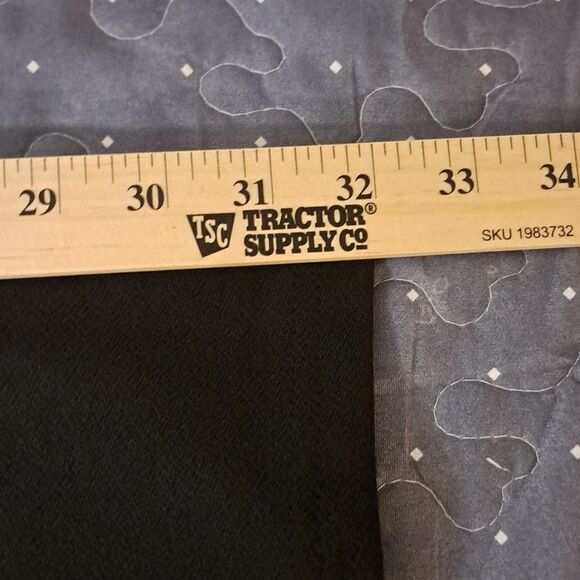 29 30 31 32 33 34
TSC TRACTOR®
SUPPLY CO
SKU 1983732